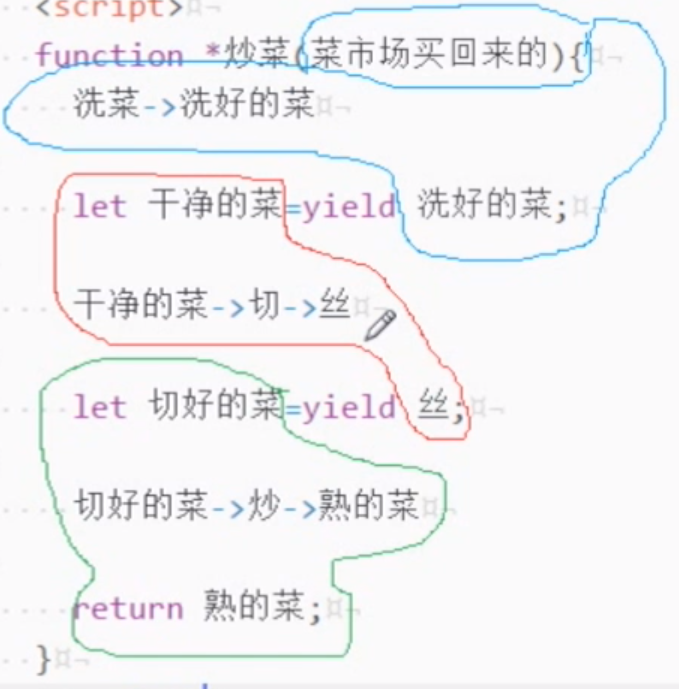 <script>
function *炒菜(菜市场买回来的){
洗菜->洗好的菜
let 干净的菜=yield 洗好的菜;
干净的菜->切->丝
let 切好的菜=yield 丝;
切好的菜->炒->熟的菜
return 熟的菜;
}